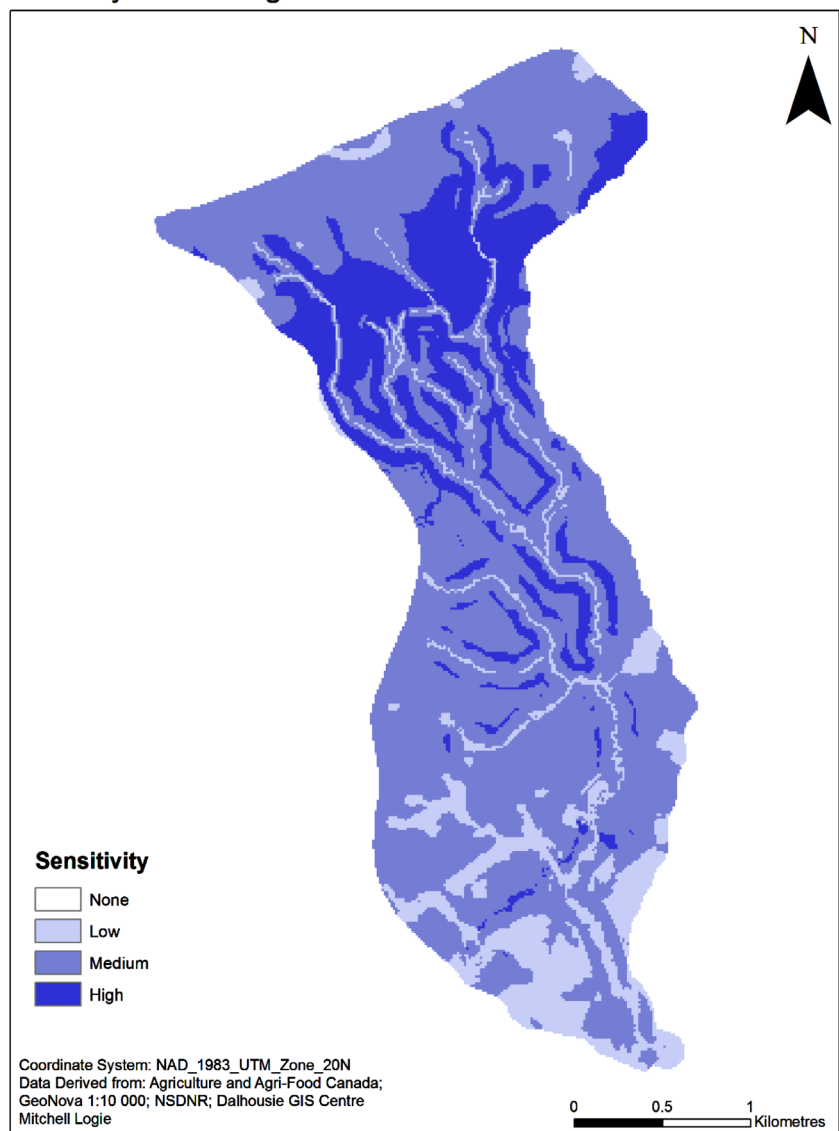 N
Sensitivity
None
Low
Medium
High
Coordinate System: NAD_1983_UTM_Zone_20N
Data Derived from: Agriculture and Agri-Food Canada;
GeoNova 1:10 000; NSDNR; Dalhousie GIS Centre
Mitchell Logie
0 0.5 1
Kilometres